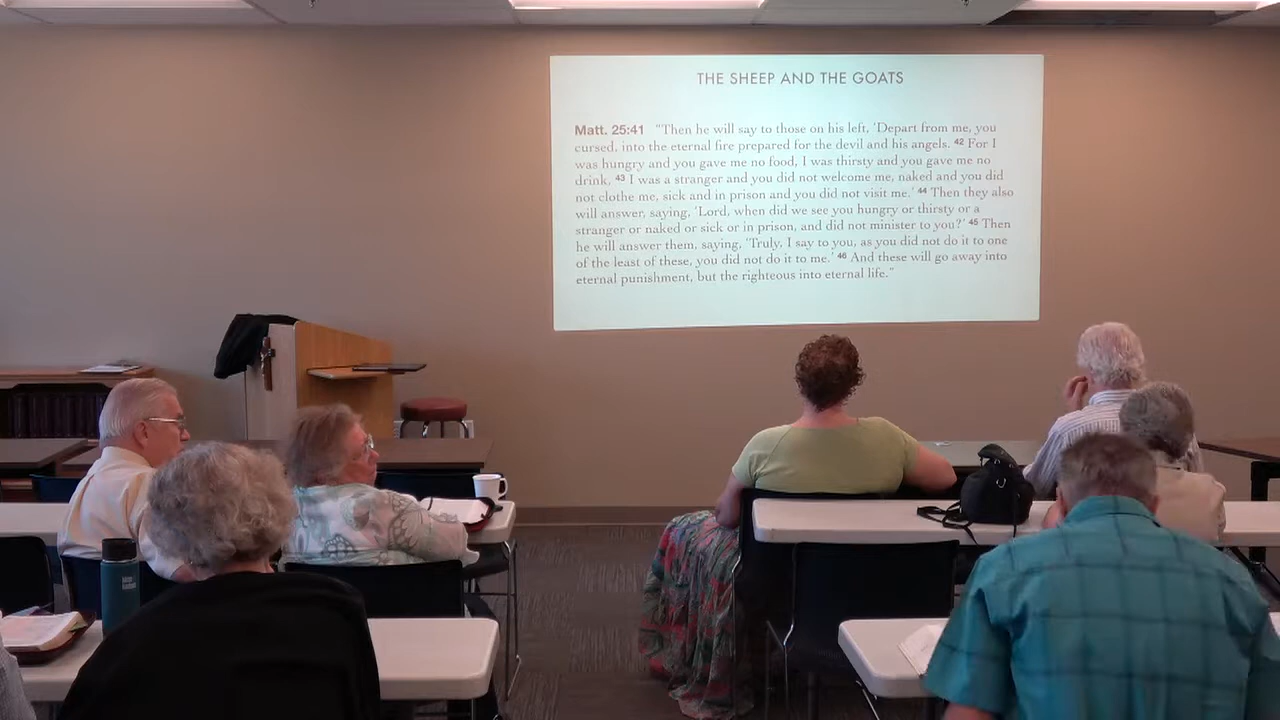 THE SHEEP AND THE GOATS
Matt. 25:41 "Then he will say to those on his left, 'Depart from me, you
cursed, into the eternal fire prepared for the devil and his angels. 42 For I
was hungry and you gave me no food, I was thirsty and you gave me no
drink, 43 I was a stranger and you did not welcome me, naked and you did
not clothe me, sick and in prison and you did not visit me.' 44 Then they also
will answer, saying, 'Lord, when did we see you hungry or thirsty or a
stranger or naked or sick or in prison, and did not minister to you?' 45 Then
he will answer them, saying, 'Truly, I say to you, as you did not do it to one
of the least of these, you did not do it to me.' 46 And these will go away into
eternal punishment, but the righteous into eternal life."